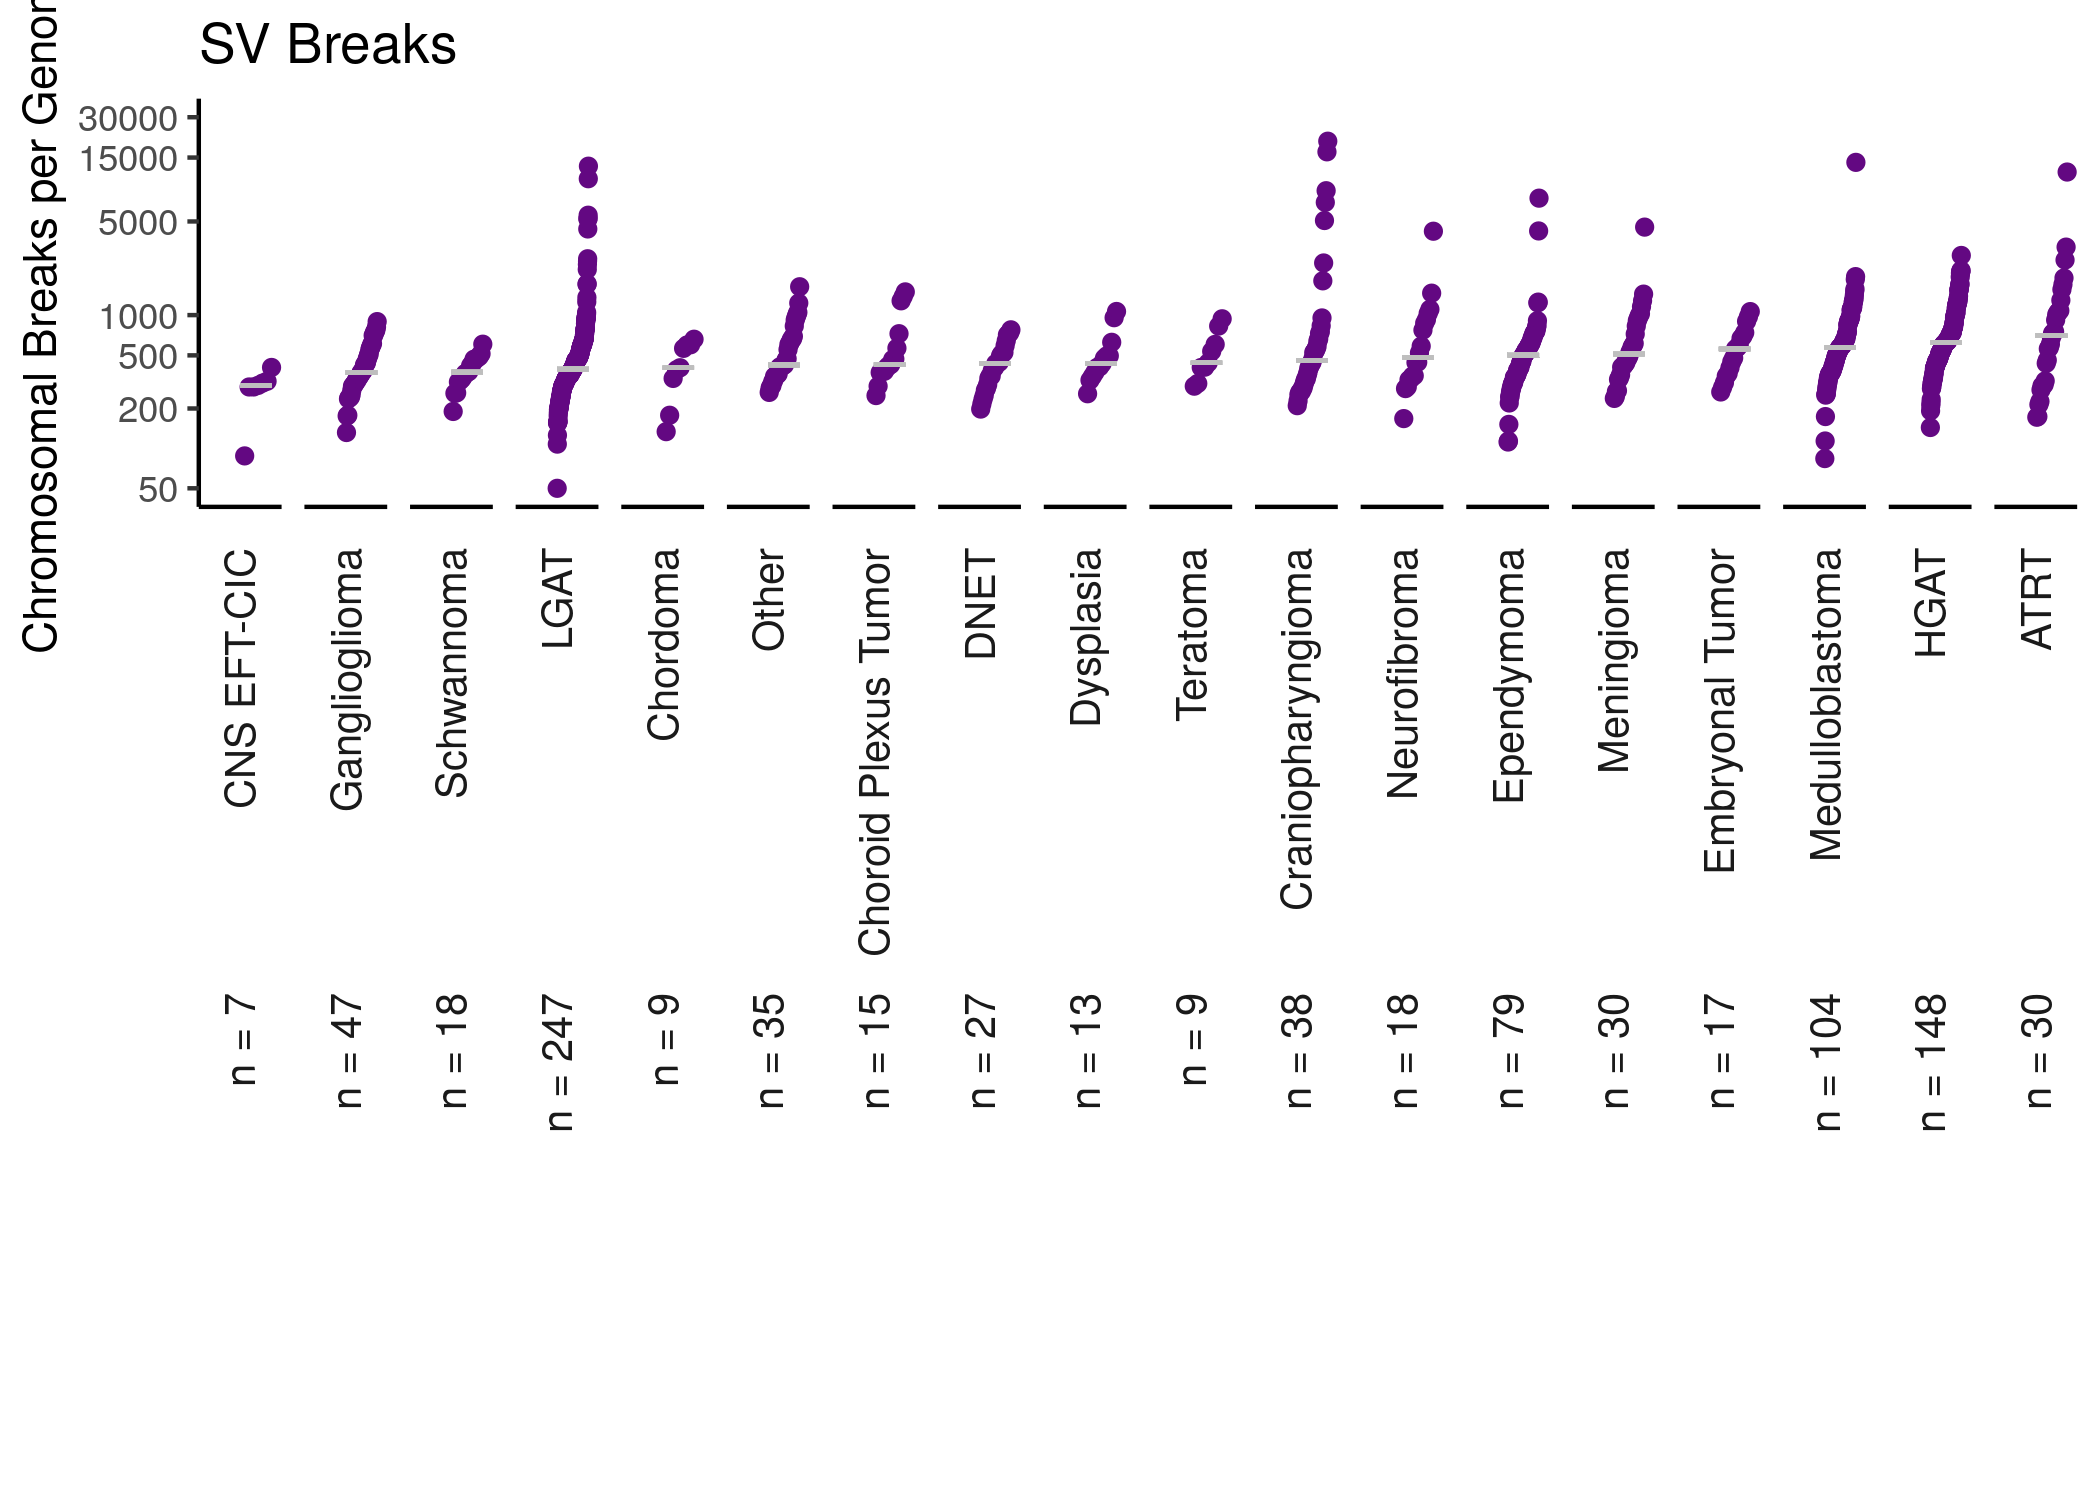 SV Breaks
Chromosomal Breaks per Genor
30000
15000
5000
1000
500
200
50
CNS EFT-CIC
Ganglioglioma
Schwannoma
LGAT
Chordoma
Other
Choroid Plexus Tumor
DNET
Dysplasia
Teratoma
Craniopharyngioma
Neurofibroma
Ependymoma
Meningioma
Embryonal Tumor
Medulloblastoma
HGAT
ATRT
n = 7
n = 47
n = 18
n = 247
n = 9
n = 35
n = 15
n = 27
n = 13
n = 9
n = 38
n = 18
n = 79
n = 30
n = 17
n = 104
n = 148
n = 30